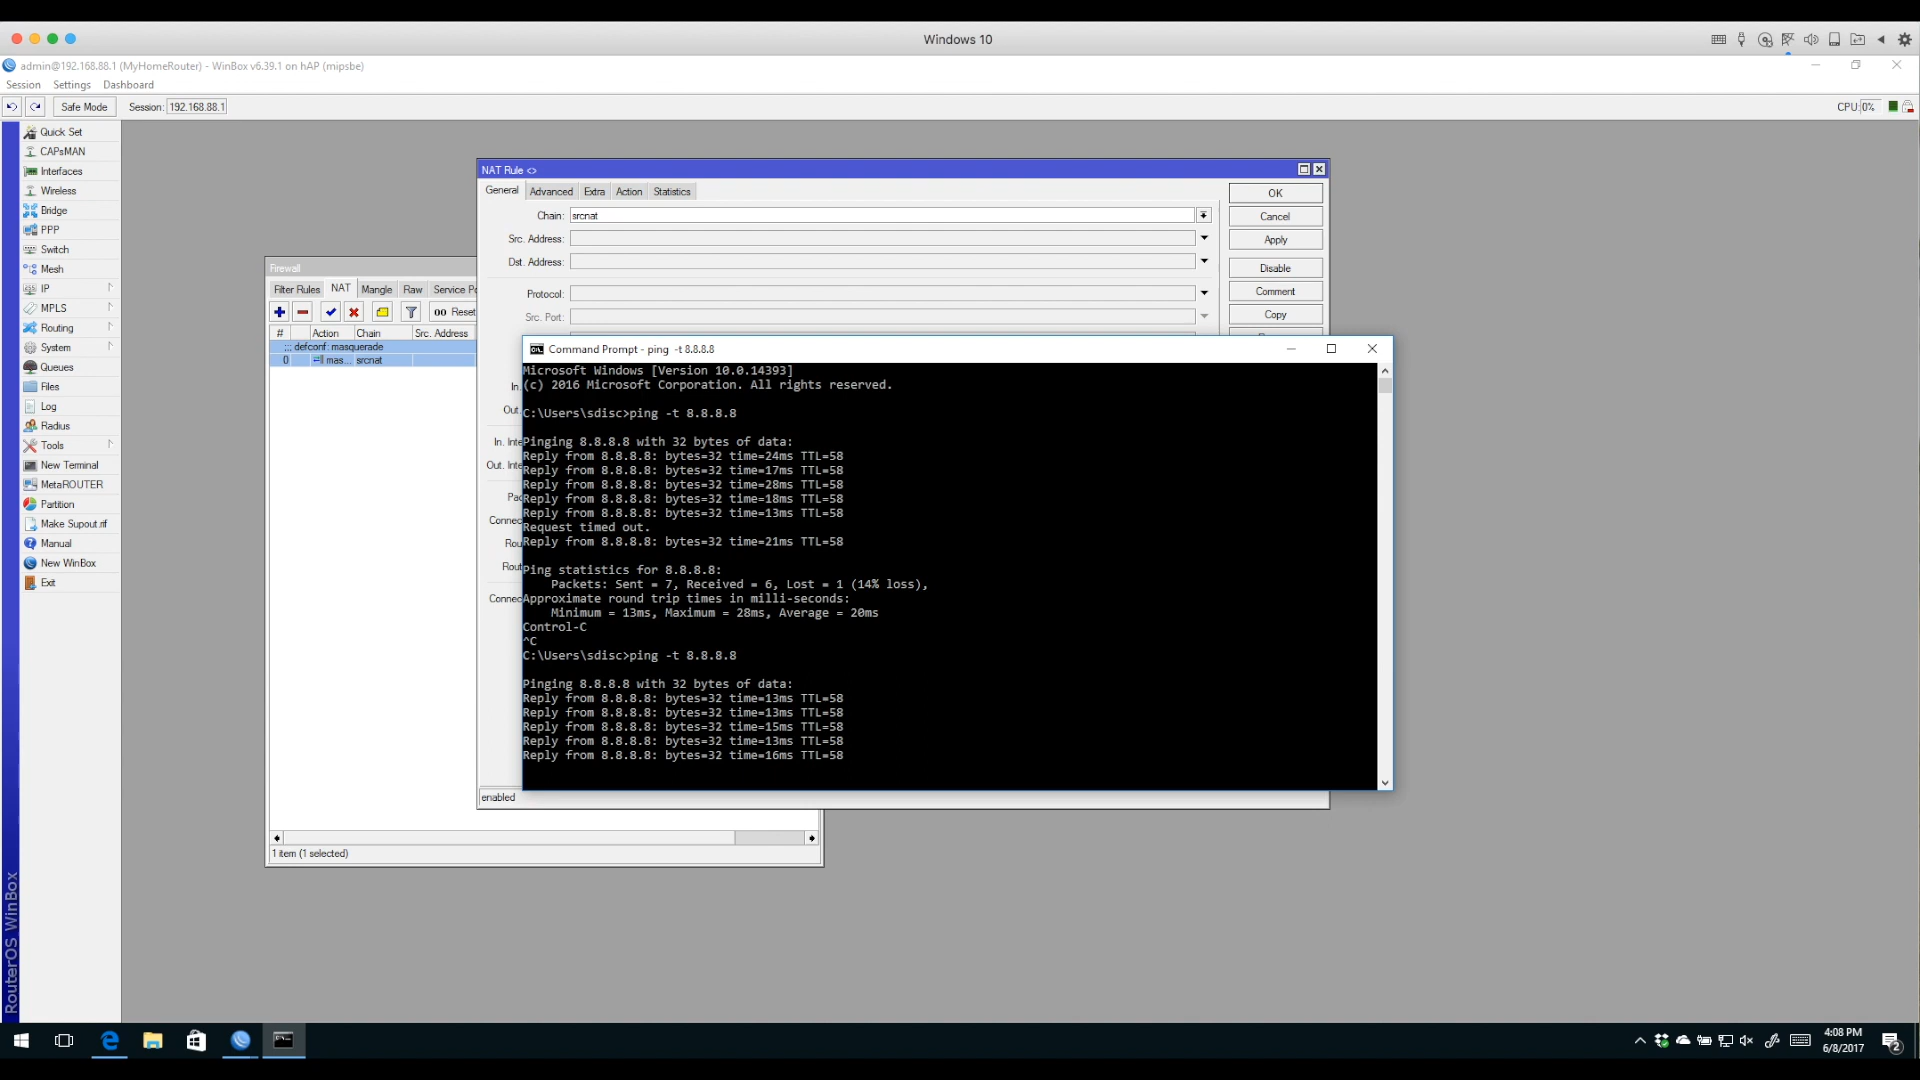 Windows 10
admin@192.168.88.1 (MyHomeRouter) - WinBox v6.39.1 on hAP (mipsbe)
Session Settings Dashboard
Safe Mode Session: 192.168.88.1 CPU: 0%
Quick Set
CAPsMAN
Interfaces
Wireless
Bridge
PPP
Switch
Mesh
IP
MPLS
Routing
System
Queues
Files
Log
Radius
Tools
New Terminal
MetaROUTER
Partition
Make Supout.rif
Manual
New WinBox
Exit
RouterOS WinBox
Firewall
Filter Rules NAT Mangle Raw Service Po
00 Reset
# Action Chain Src. Address
::: defconf: masquerade
0 mas... srcnat
1 item (1 selected)
NAT Rule <>
General Advanced Extra Action Statistics
Chain: srcnat
Src. Address:
Dst. Address:
Protocol:
Src. Port:
In.
Out.
In. Inte
Out. Inte
Pac
Connec
Rou
Rout
Connec
enabled
OK
Cancel
Apply
Disable
Comment
Copy
Command Prompt - ping -t 8.8.8.8
Microsoft Windows [Version 10.0.14393]
(c) 2016 Microsoft Corporation. All rights reserved.
C:\Users\sdisc>ping -t 8.8.8.8
Pinging 8.8.8.8 with 32 bytes of data:
Reply from 8.8.8.8: bytes=32 time=24ms TTL=58
Reply from 8.8.8.8: bytes=32 time=17ms TTL=58
Reply from 8.8.8.8: bytes=32 time=28ms TTL=58
Reply from 8.8.8.8: bytes=32 time=18ms TTL=58
Reply from 8.8.8.8: bytes=32 time=13ms TTL=58
Request timed out.
Reply from 8.8.8.8: bytes=32 time=21ms TTL=58
Ping statistics for 8.8.8.8:
Packets: Sent = 7, Received = 6, Lost = 1 (14% loss),
Approximate round trip times in milli-seconds:
Minimum = 13ms, Maximum = 28ms, Average = 20ms
Control-C
^C
C:\Users\sdisc>ping -t 8.8.8.8
Pinging 8.8.8.8 with 32 bytes of data:
Reply from 8.8.8.8: bytes=32 time=13ms TTL=58
Reply from 8.8.8.8: bytes=32 time=13ms TTL=58
Reply from 8.8.8.8: bytes=32 time=15ms TTL=58
Reply from 8.8.8.8: bytes=32 time=13ms TTL=58
Reply from 8.8.8.8: bytes=32 time=16ms TTL=58
4:08 PM
6/8/2017
2